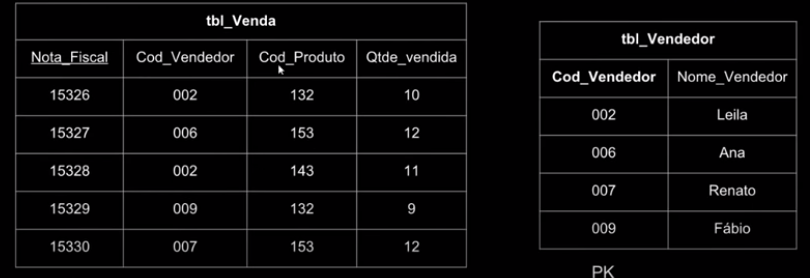 tbl_Venda
Nota_Fiscal Cod_Vendedor Cod_Produto Qtde_vendida
15326 002 132 10
15327 006 153 12
15328 002 143 11
15329 009 132 9
15330 007 153 12
tbl_Vendedor
Cod_Vendedor Nome_Vendedor
002 Leila
006 Ana
007 Renato
009 Fábio
PK